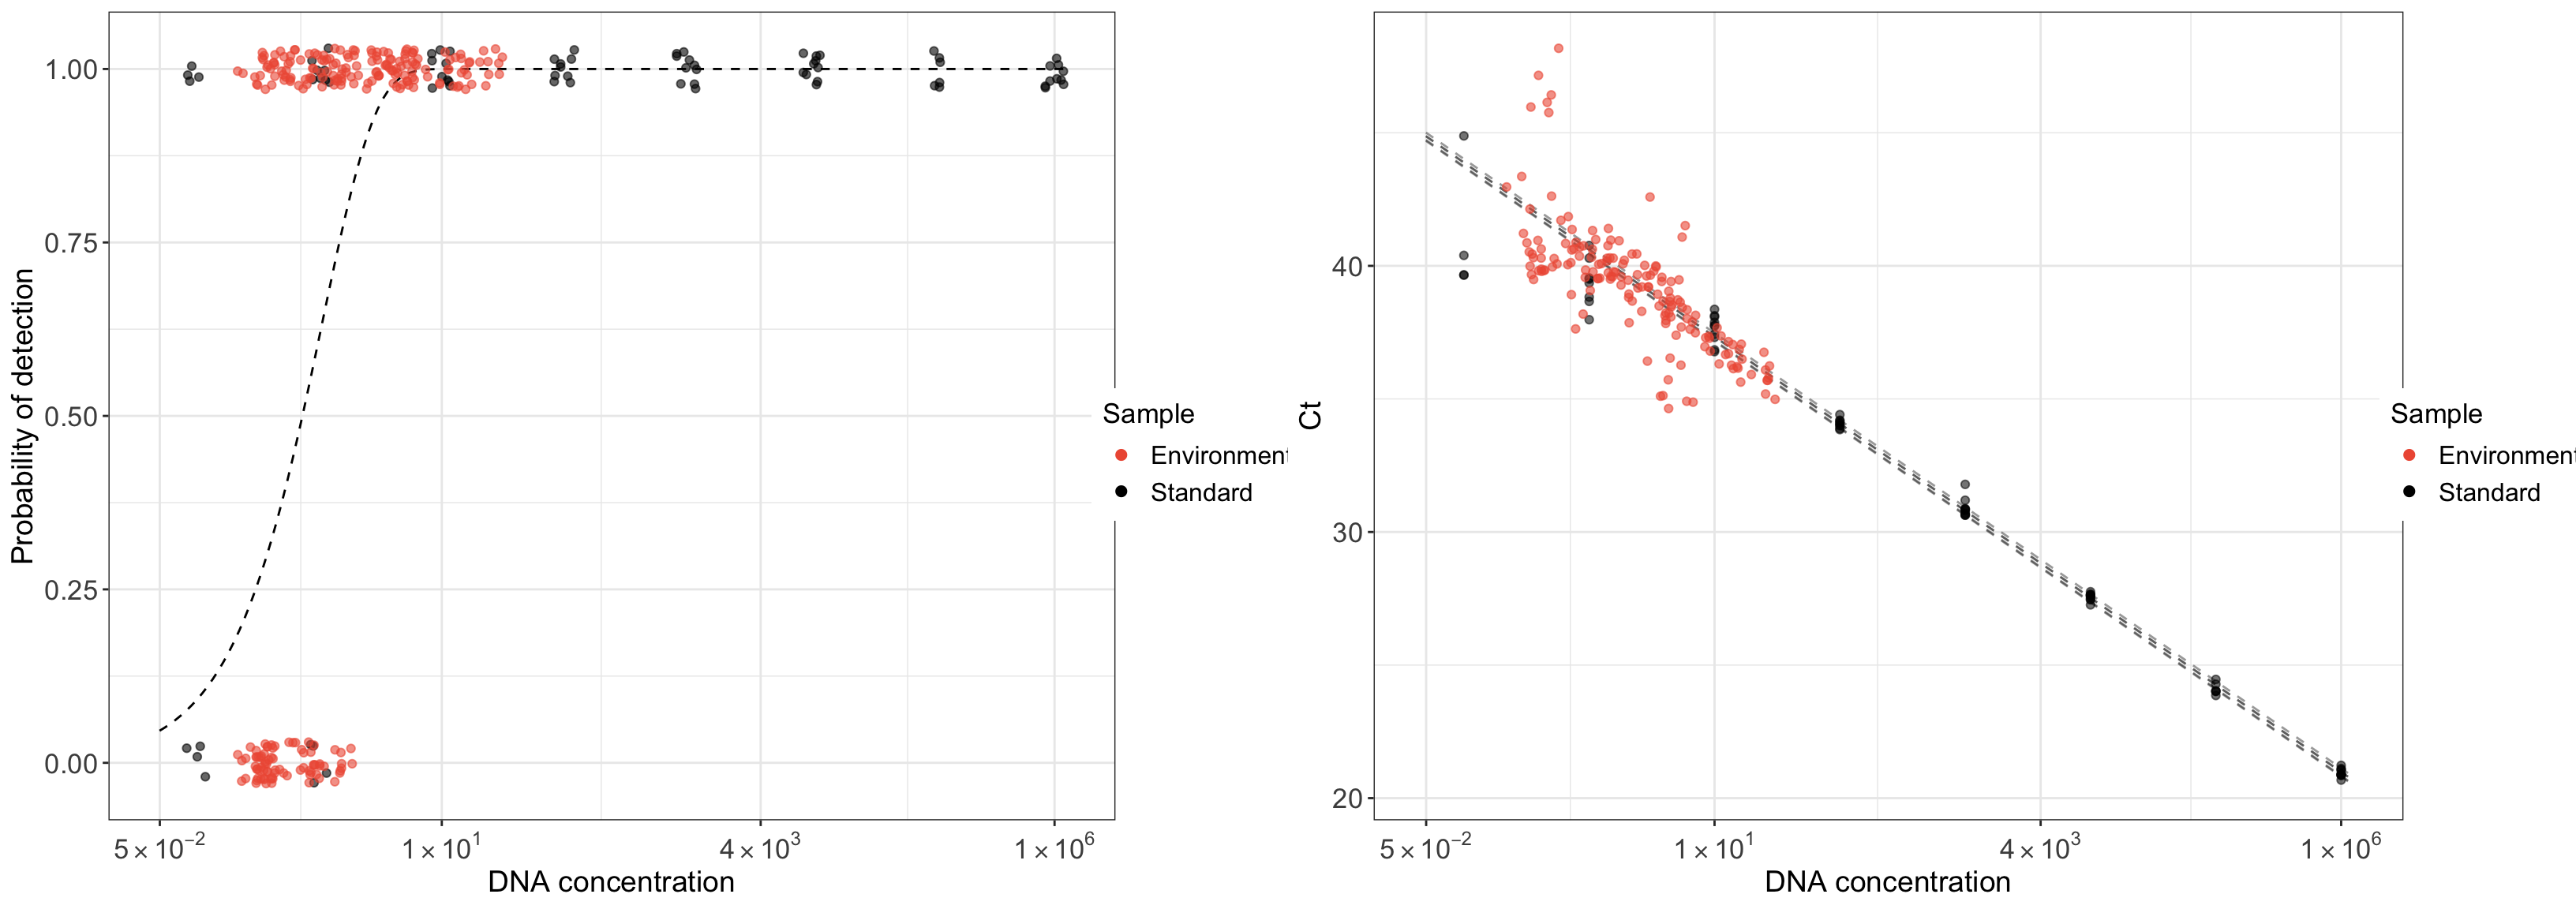 Probability of detection
1.00
0.75
0.50
0.25
0.00
5×10⁻²
1×10¹
4×10³
1×10⁶
DNA concentration
Sample
Environment
Standard
Ct
40
30
20
5×10⁻²
1×10¹
4×10³
1×10⁶
DNA concentration
Sample
Environment
Standard